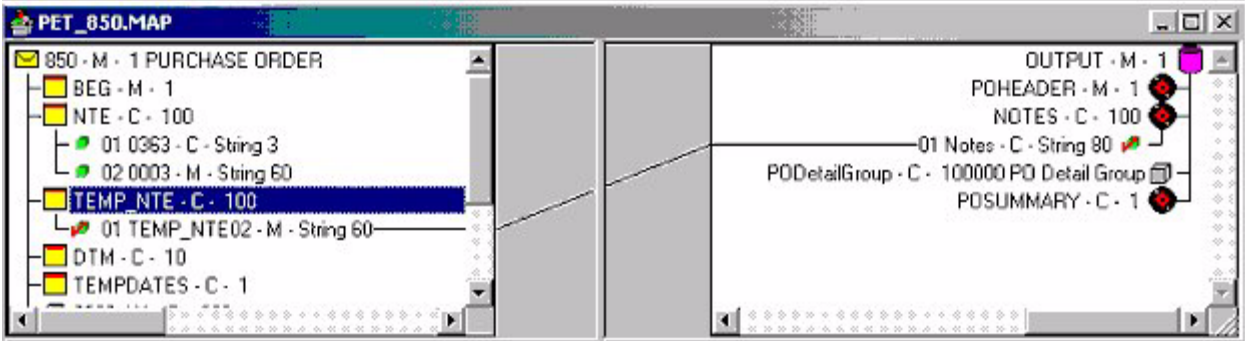 PET_850.MAP
850 - M - 1 PURCHASE ORDER
BEG - M - 1
NTE - C - 100
01 0363 - C - String 3
02 0003 - M - String 60
TEMP_NTE - C - 100
01 TEMP_NTE02 - M - String 60
DTM - C - 10
TEMPDATES - C - 1
OUTPUT - M - 1
POHEADER - M - 1
NOTES - C - 100
01 Notes - C - String 80
PODetailGroup - C - 100000 PO Detail Group
POSUMMARY - C - 1